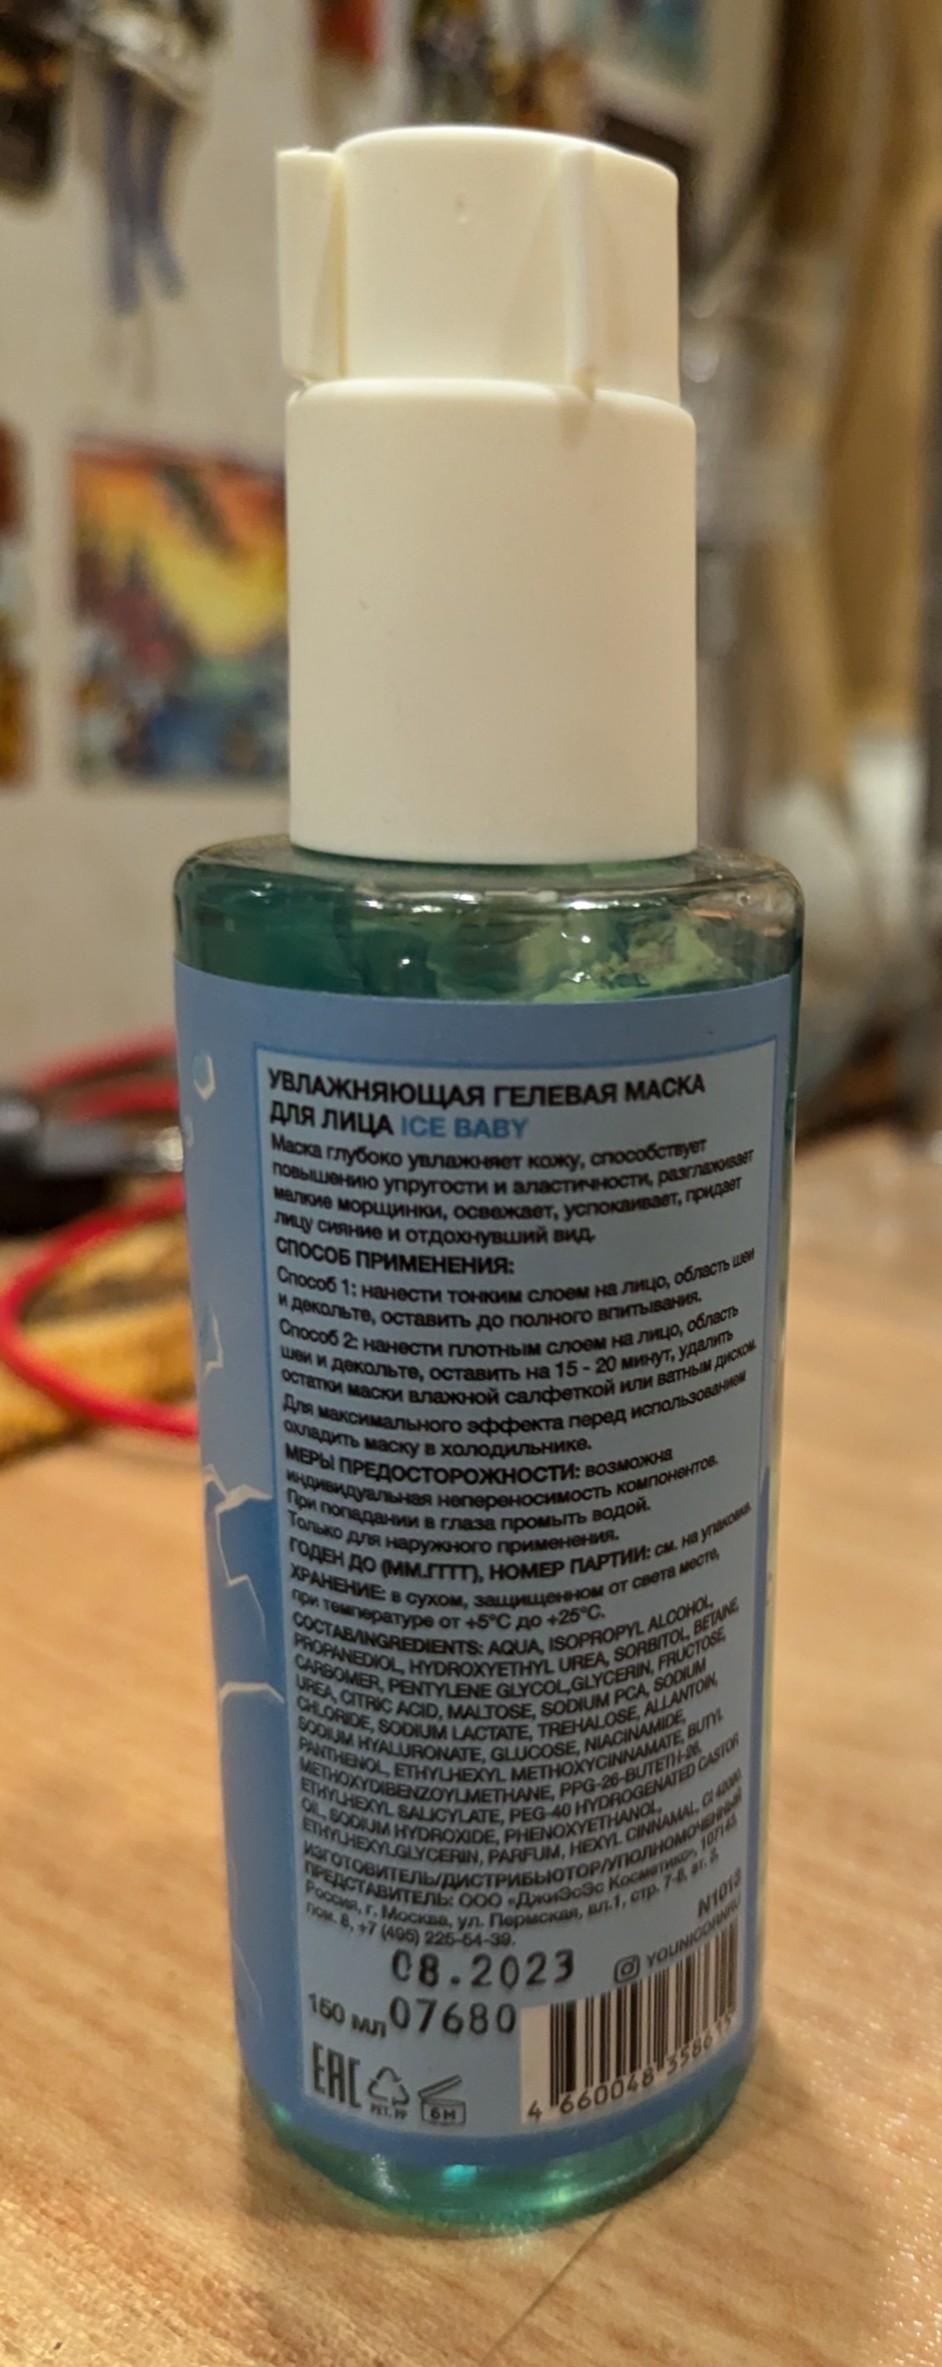 УВЛАЖНЯЮЩАЯ ГЕЛЕВАЯ МАСКА
ДЛЯ ЛИЦА ICE BABY
Маска глубоко увлажняет кожу, способствует
повышению упругости и эластичности, разглаживает
мелкие морщинки, освежает, успокаивает, придает
лицу сияние и отдохнувший вид.
СПОСОБ ПРИМЕНЕНИЯ:
Способ 1: нанести тонким слоем на лицо, область шеи
и декольте, оставить до полного впитывания.
Способ 2: нанести плотным слоем на лицо, область
шеи и декольте, оставить на 15 - 20 минут, удалить
остатки маски влажной салфеткой или ватным диском.
Для максимального эффекта перед использованием
охладить маску в холодильнике.
МЕРЫ ПРЕДОСТОРОЖНОСТИ: возможна
индивидуальная непереносимость компонентов.
При попадании в глаза промыть водой.
Только для наружного применения.
ГОДЕН ДО (ММ.ГГГГ), НОМЕР ПАРТИИ: см. на упаковке.
ХРАНЕНИЕ: в сухом, защищенном от света месте,
при температуре от +5°C до +25°C.
СОСТАВ/INGREDIENTS: AQUA, ISOPROPYL ALCOHOL,
PROPANEDIOL, HYDROXYETHYL UREA, SORBITOL, BETAINE,
CARBOMER, PENTYLENE GLYCOL,GLYCERIN, FRUCTOSE,
UREA, CITRIC ACID, MALTOSE, SODIUM PCA, SODIUM
CHLORIDE, SODIUM LACTATE, TREHALOSE, ALLANTOIN,
SODIUM HYALURONATE, GLUCOSE, NIACINAMIDE,
PANTHENOL, ETHYLHEXYL METHOXYCINNAMATE, BUTYL
METHOXYDIBENZOYLMETHANE, PPG-26-BUTETH-26,
ETHYLHEXYL SALICYLATE, PEG-40 HYDROGENATED CASTOR
OIL, SODIUM HYDROXIDE, PHENOXYETHANOL,
ETHYLHEXYLGLYCERIN, PARFUM, HEXYL CINNAMAL, CI 42090.
ИЗГОТОВИТЕЛЬ/ДИСТРИБЬЮТОР/УПОЛНОМОЧЕННЫЙ
ПРЕДСТАВИТЕЛЬ: ООО «ДжиЭсЭс Косметикс», 107143,
Россия, г. Москва, ул. Пермская, вл.1, стр. 7-8, эт. 5,
пом. 8, +7 (495) 225-54-39.
N1013
08.2023
150 мл 07680
EAC
PET. PP
6М
4 660048